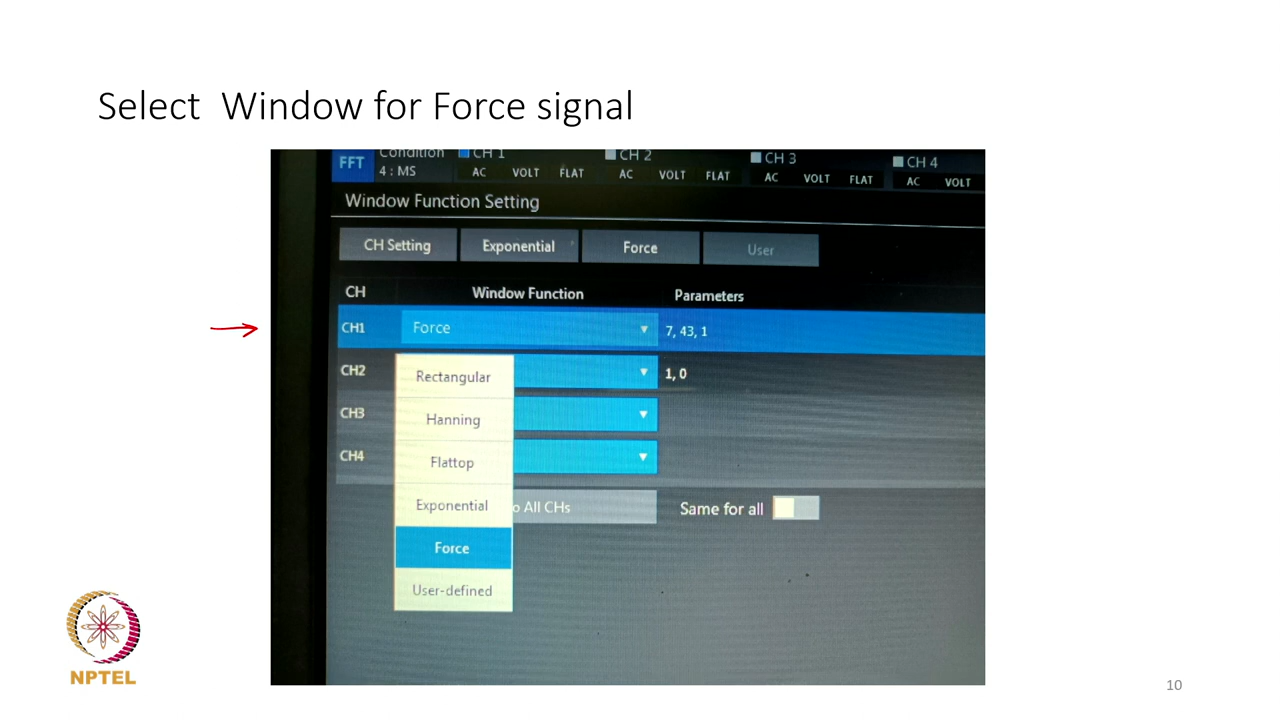 Select Window for Force signal
FFT Condition CH 1 CH 2 CH 3 CH 4
4 : MS AC VOLT FLAT AC VOLT FLAT AC VOLT FLAT AC VOLT
Window Function Setting
CH Setting Exponential Force User
CH Window Function Parameters
CH1 Force 7, 43, 1
CH2 1, 0
Rectangular
CH3
Hanning
CH4
Flattop
Exponential o All CHs Same for all
Force
User-defined
NPTEL
10